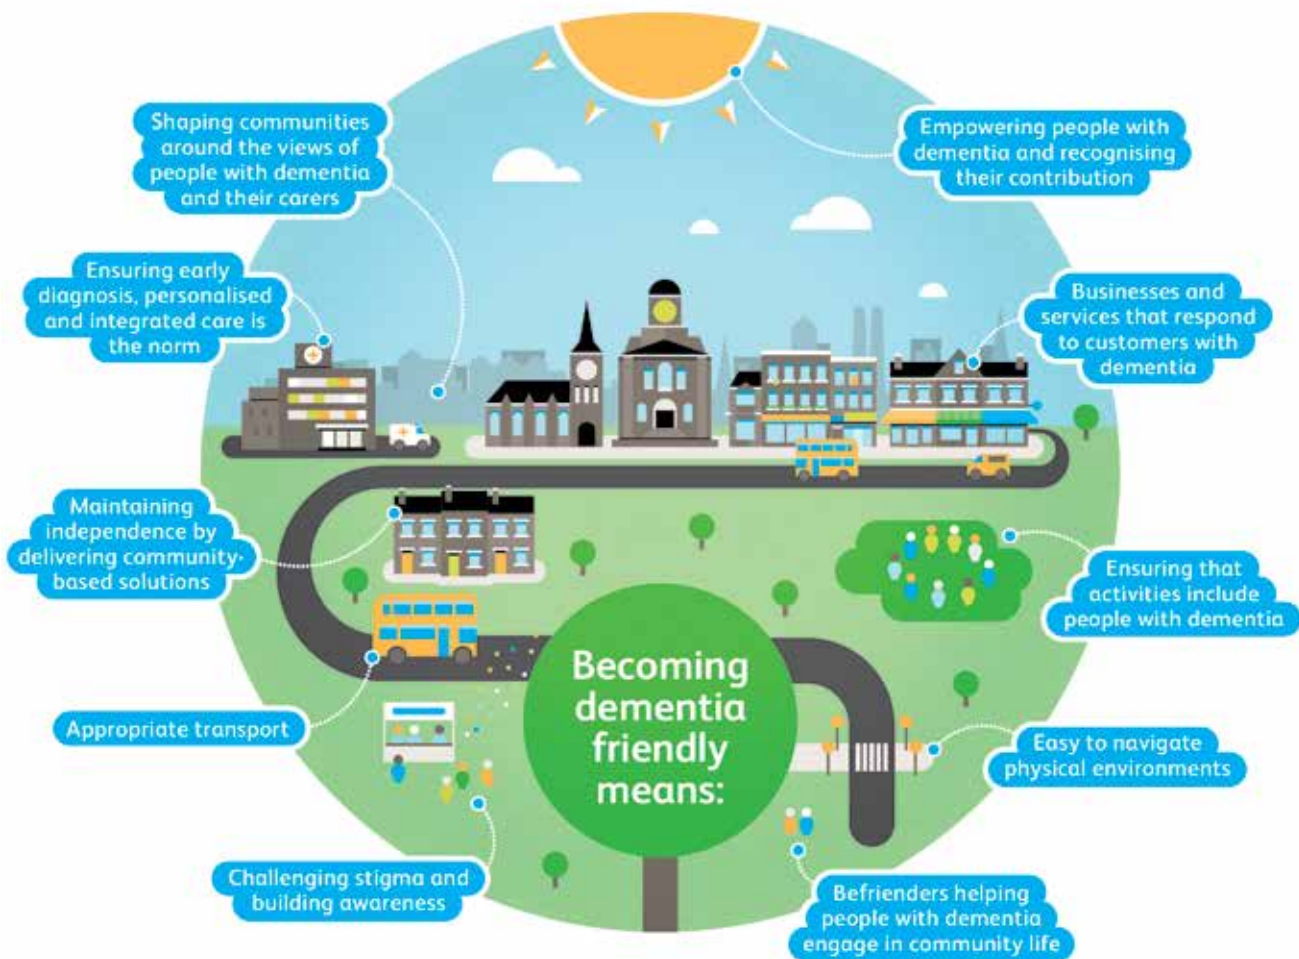 Shaping communities
around the views of
people with dementia
and their carers
Empowering people with
dementia and recognising
their contribution
Ensuring early
diagnosis, personalised
and integrated care is
the norm
Businesses and
services that respond
to customers with
dementia
Maintaining
independence by
delivering community-
based solutions
Ensuring that
activities include
people with dementia
Becoming
dementia
friendly
means:
Appropriate transport
Easy to navigate
physical environments
Challenging stigma and
building awareness
Befrienders helping
people with dementia
engage in community life